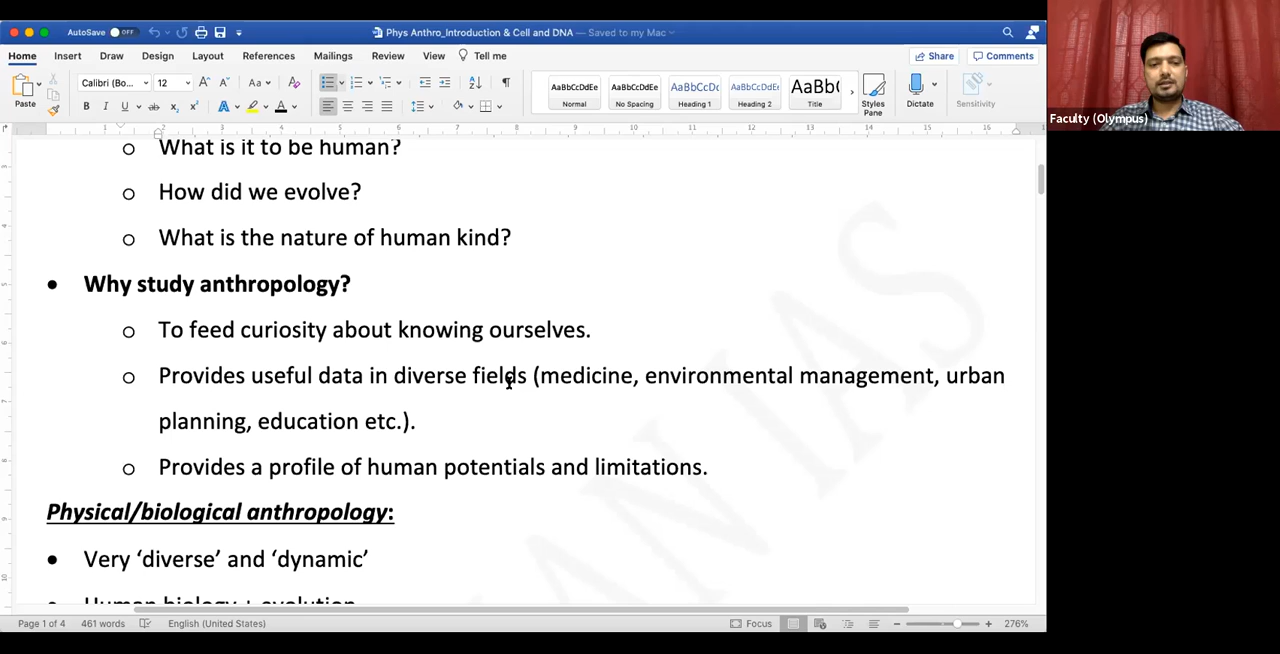 AutoSave OFF
Phys Anthro_Introduction & Cell and DNA — Saved to my Mac
Home Insert Draw Design Layout References Mailings Review View Tell me
Share Comments
Paste
Calibri (Bo... 12
AaBbCcDdEe AaBbCcDdEe AaBbCcDc AaBbCcDdEe AaBb(
Normal No Spacing Heading 1 Heading 2 Title
Styles Pane
Dictate
Sensitivity
Faculty (Olympus)
○ What is it to be human?
○ How did we evolve?
○ What is the nature of human kind?
• Why study anthropology?
○ To feed curiosity about knowing ourselves.
○ Provides useful data in diverse fields (medicine, environmental management, urban
planning, education etc.).
○ Provides a profile of human potentials and limitations.
Physical/biological anthropology:
• Very ‘diverse’ and ‘dynamic’
• Human biology + evolution
IAN IAS
Page 1 of 4 461 words English (United States) Focus 276%